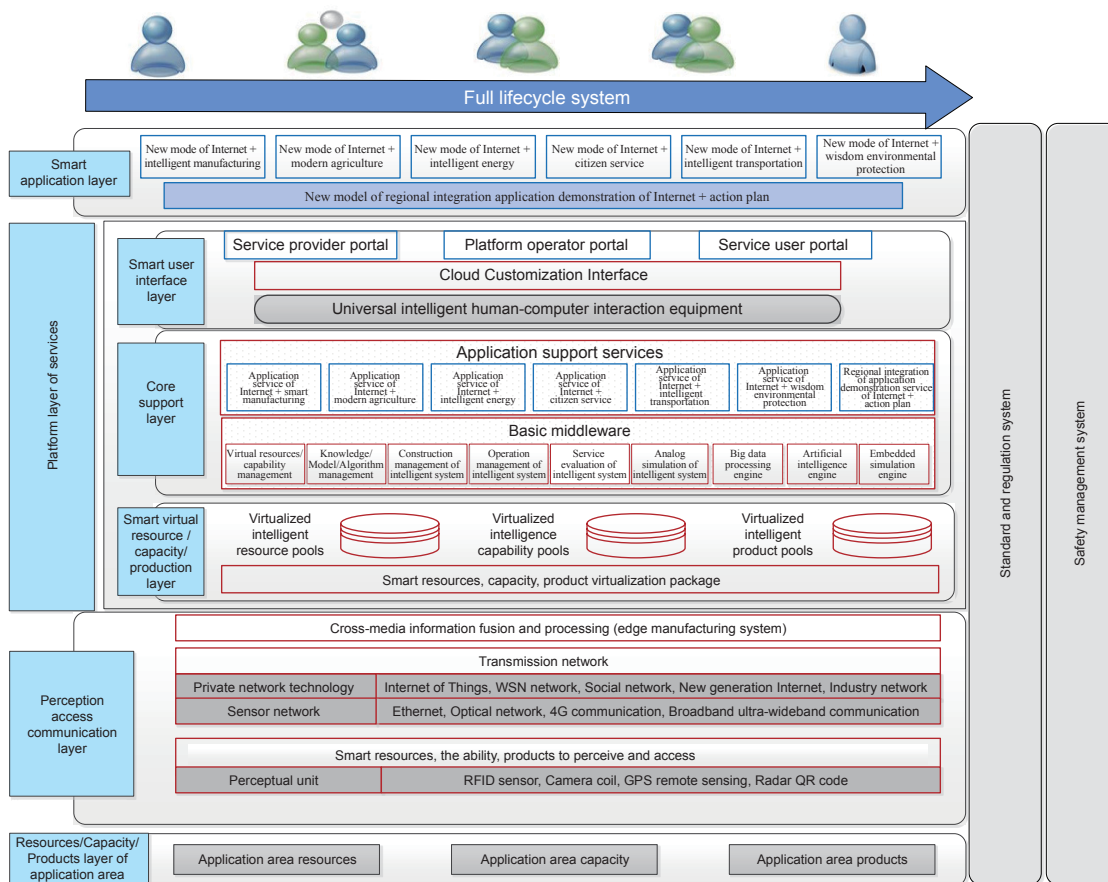 Full lifecycle system
Smart
application layer
New mode of Internet +
intelligent manufacturing
New mode of Internet +
modern agriculture
New mode of Internet +
intelligent energy
New mode of Internet +
citizen service
New mode of Internet +
intelligent transportation
New mode of Internet +
wisdom environmental
protection
New model of regional integration application demonstration of Internet + action plan
Platform layer of services
Smart user
interface
layer
Service provider portal
Platform operator portal
Service user portal
Cloud Customization Interface
Universal intelligent human-computer interaction equipment
Core
support
layer
Application support services
Application
service of
Internet + smart
manufacturing
Application
service of
Internet +
modern agriculture
Application
service of
Internet +
intelligent energy
Application
service of
Internet +
citizen service
Application
service of
Internet +
intelligent
transportation
Application
service of
Internet + wisdom
environmental
protection
Regional integration
of application
demonstration service
of Internet +
action plan
Basic middleware
Virtual resources/
capability
management
Knowledge/
Model/Algorithm
management
Construction
management of
intelligent system
Operation
management of
intelligent system
Service
evaluation of
intelligent system
Analog
simulation of
intelligent system
Big data
processing
engine
Artificial
intelligence
engine
Embedded
simulation
engine
Smart virtual
resource /
capacity/
production
layer
Virtualized
intelligent
resource pools
Virtualized
intelligence
capability pools
Virtualized
intelligent
product pools
Smart resources, capacity, product virtualization package
Perception
access
communication
layer
Cross-media information fusion and processing (edge manufacturing system)
Transmission network
Private network technology
Internet of Things, WSN network, Social network, New generation Internet, Industry network
Sensor network
Ethernet, Optical network, 4G communication, Broadband ultra-wideband communication
Smart resources, the ability, products to perceive and access
Perceptual unit
RFID sensor, Camera coil, GPS remote sensing, Radar QR code
Resources/Capacity/
Products layer of
application area
Application area resources
Application area capacity
Application area products
Standard and regulation system
Safety management system